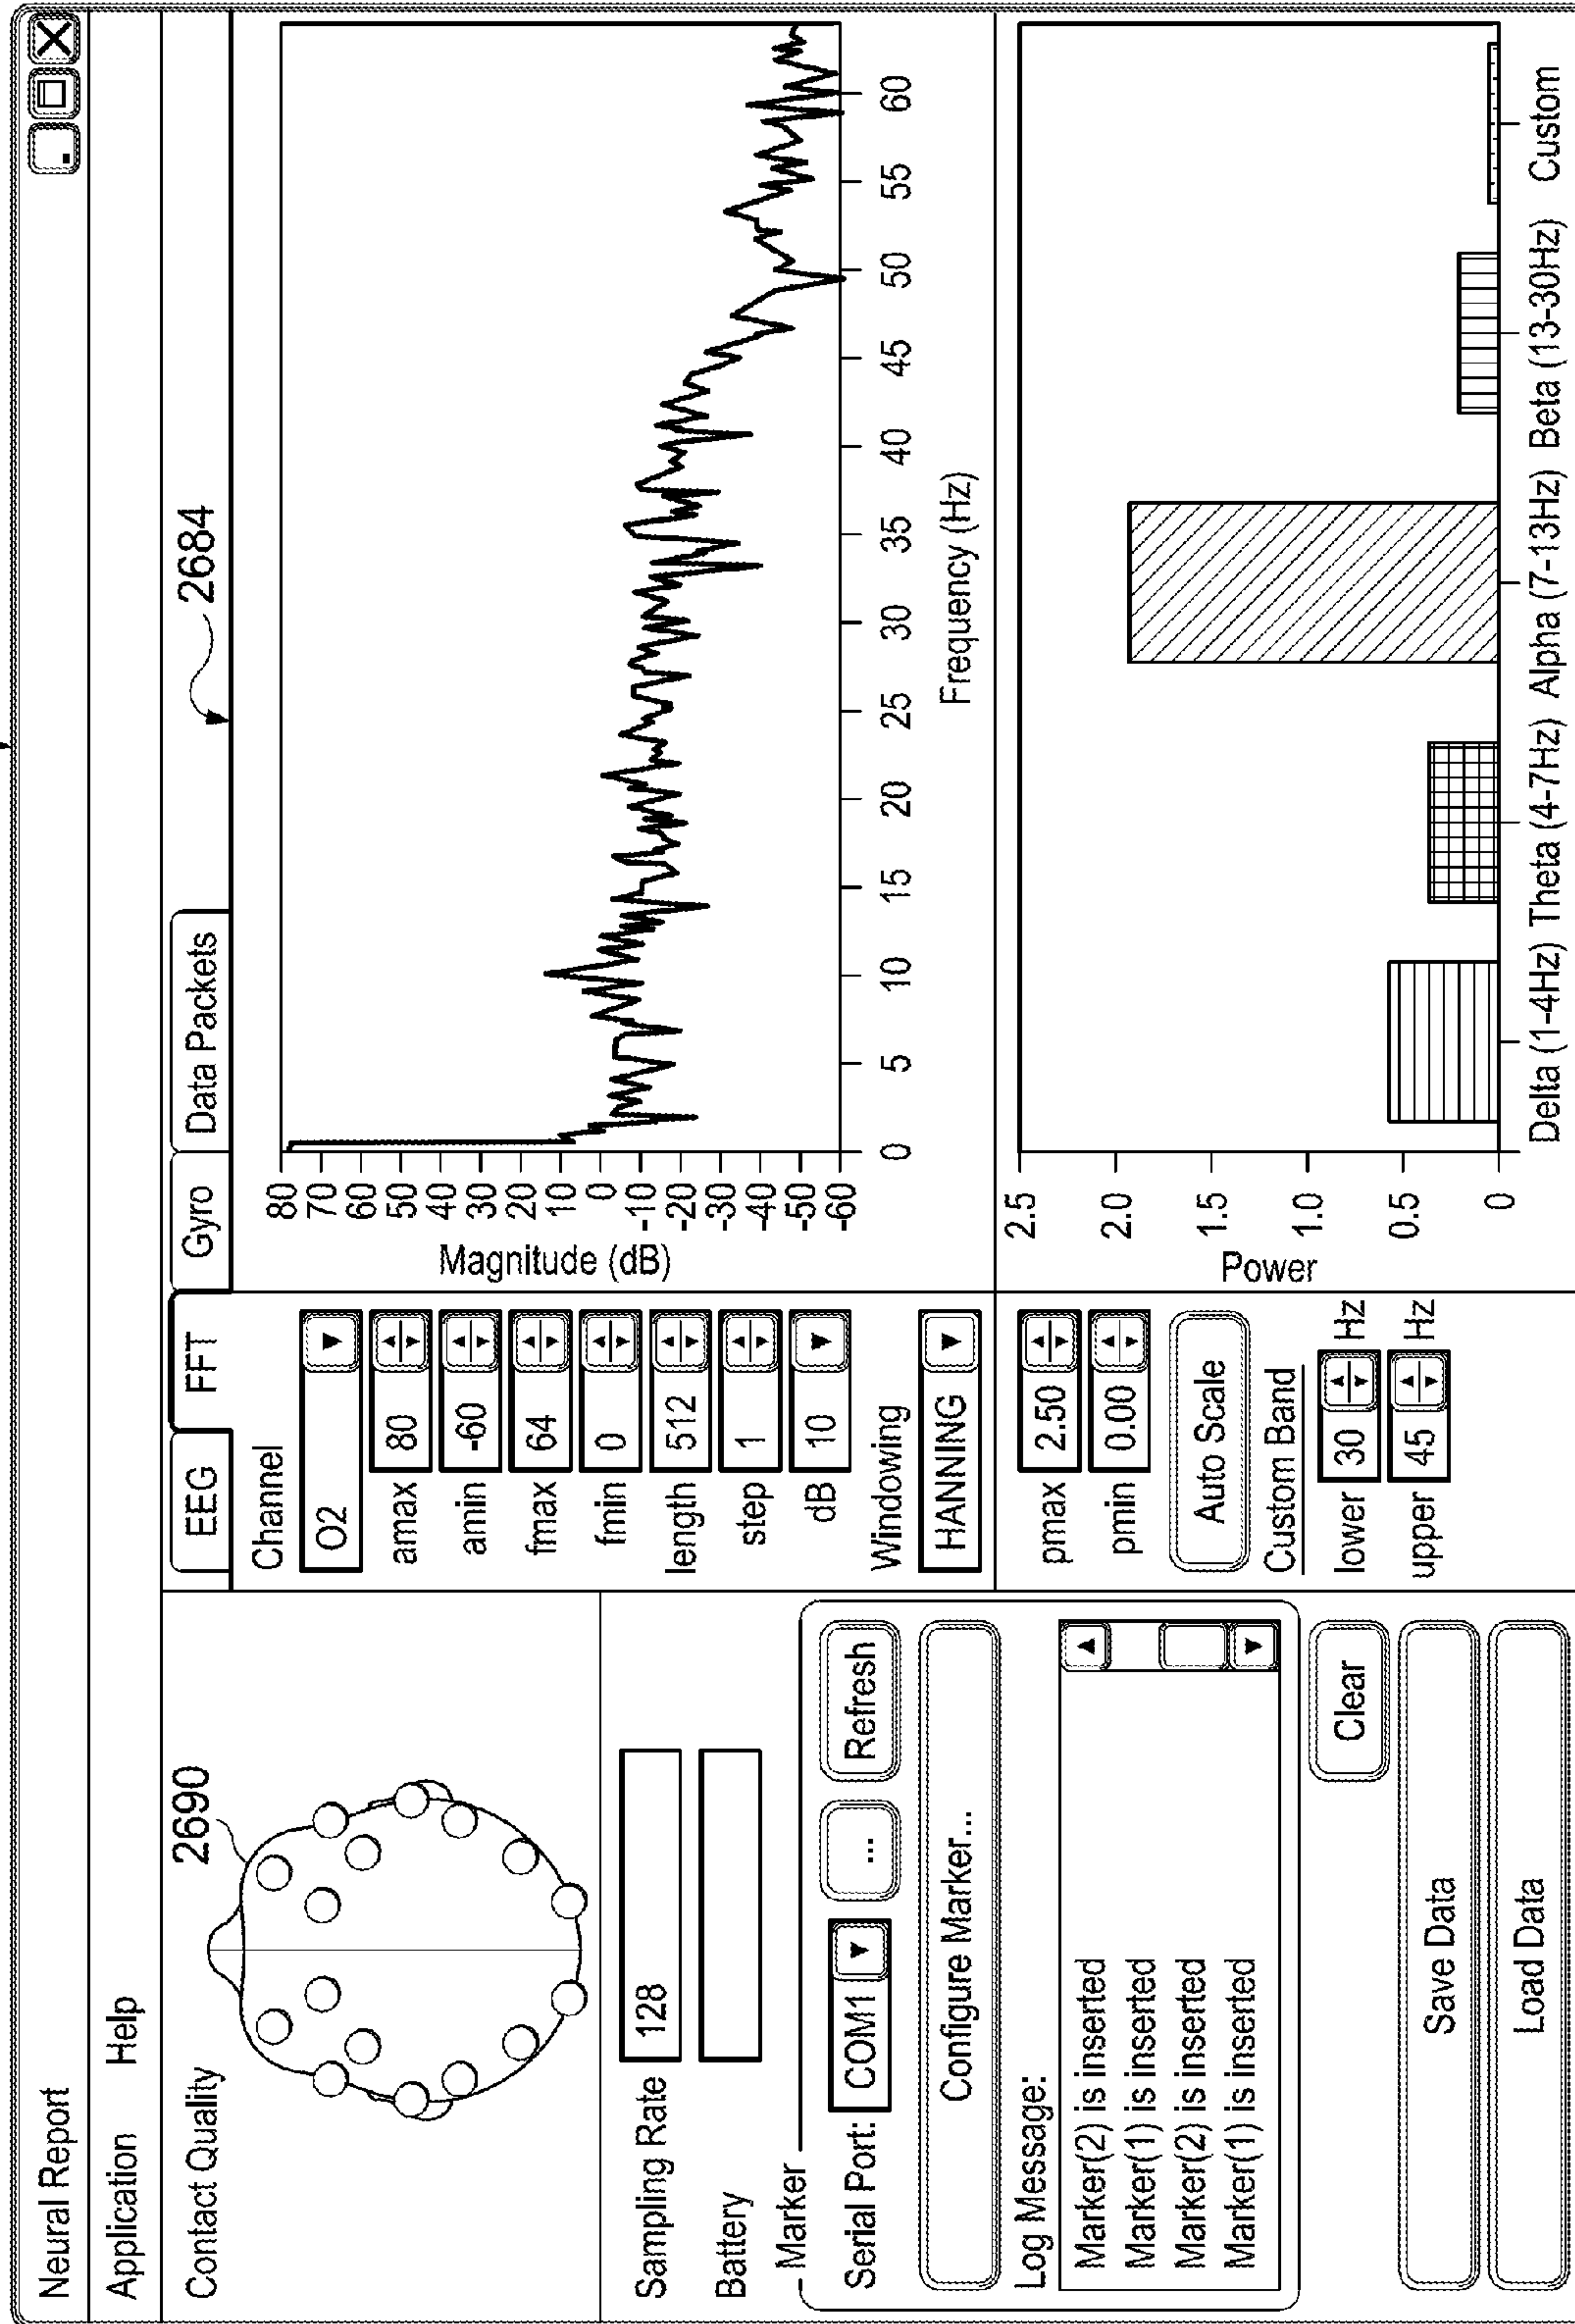 Neural Report
Application Help
Contact Quality
2690
Sampling Rate 128
Battery
Marker
Serial Port: COM1 ... Refresh
Configure Marker...
Log Message:
Marker(2) is inserted
Marker(1) is inserted
Marker(2) is inserted
Marker(1) is inserted
Clear
Save Data
Load Data
EEG FFT Gyro Data Packets
2684
Channel
O2
amax 80
amin -60
fmax 64
fmin 0
length 512
step 1
dB 10
Windowing
HANNING
Magnitude (dB)
80
70
60
50
40
30
20
10
0
-10
-20
-30
-40
-50
-60
0 5 10 15 20 25 30 35 40 45 50 55 60
Frequency (Hz)
pmax 2.50
pmin 0.00
Auto Scale
Custom Band
lower 30 Hz
upper 45 Hz
Power
2.5
2.0
1.5
1.0
0.5
0
Delta (1-4Hz) Theta (4-7Hz) Alpha (7-13Hz) Beta (13-30Hz) Custom